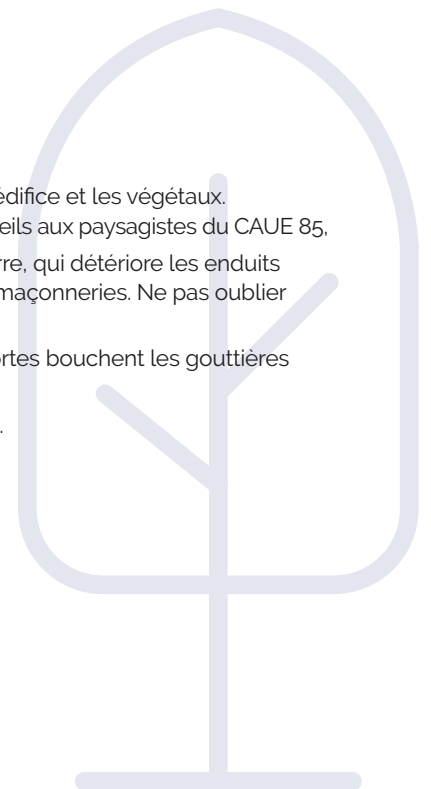 édifice et les végétaux.
eils aux paysagistes du CAUE 85,
rre, qui détériore les enduits
maçonneries. Ne pas oublier
ortes bouchent les gouttières
.